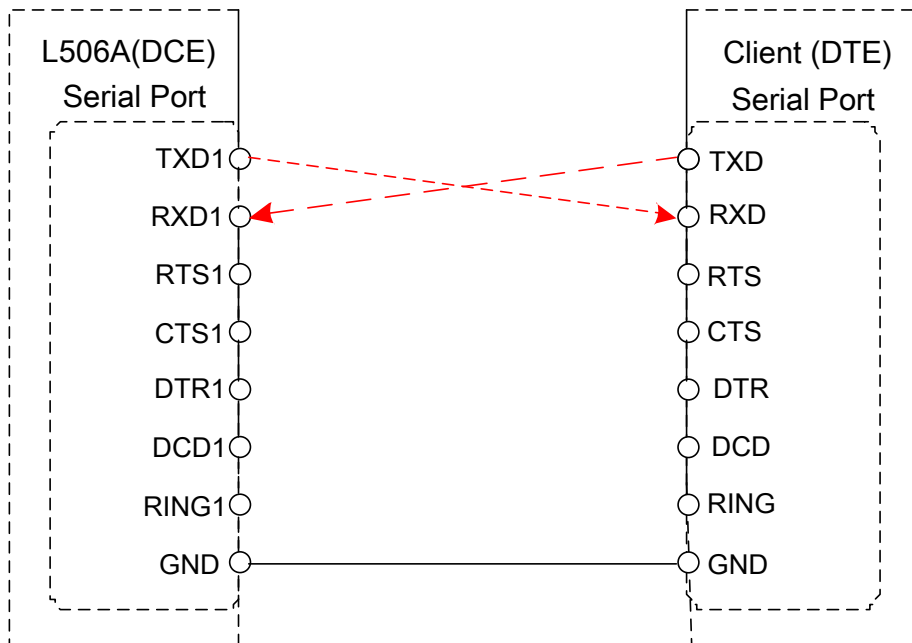 L506A(DCE)
Serial Port
TXD1
RXD1
RTS1
CTS1
DTR1
DCD1
RING1
GND
Client (DTE)
Serial Port
TXD
RXD
RTS
CTS
DTR
DCD
RING
GND